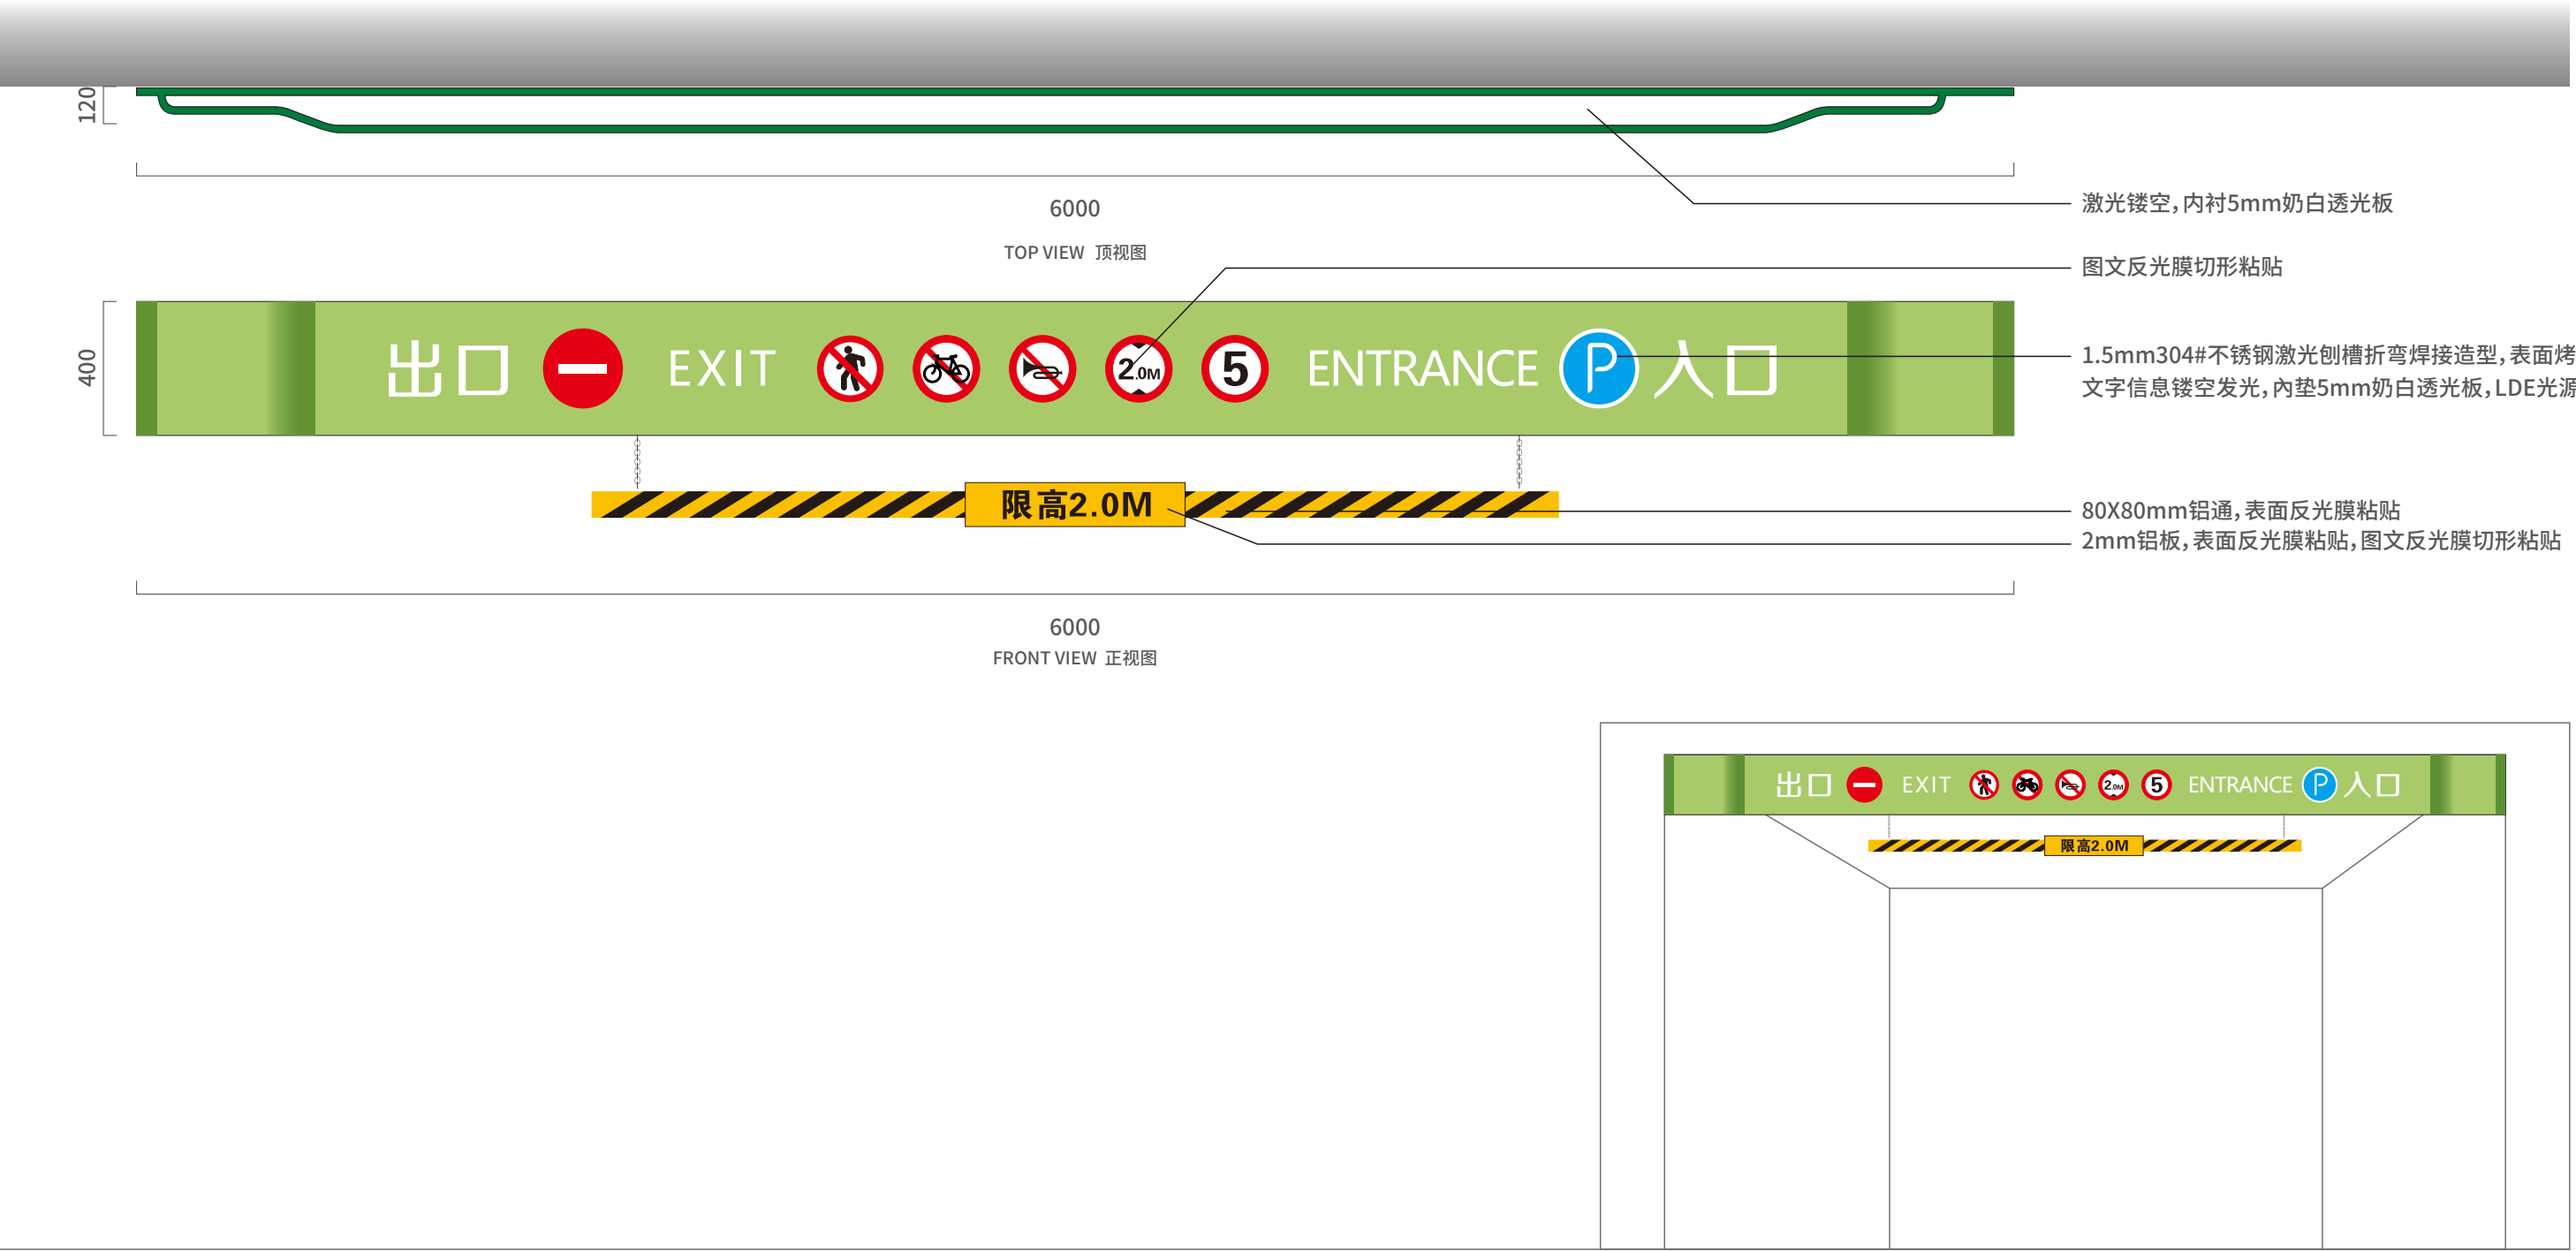 120
6000
激光镂空，内衬5mm奶白透光板
TOP VIEW 顶视图
图文反光膜切形粘贴
400
出口 EXIT 2.0M 5 ENTRANCE P 入口
1.5mm304#不锈钢激光刨槽折弯焊接造型，表面烤
文字信息镂空发光，內垫5mm奶白透光板，LDE光源
限高2.0M
80X80mm铝通，表面反光膜粘贴
2mm铝板，表面反光膜粘贴，图文反光膜切形粘贴
6000
FRONT VIEW 正视图
出口 EXIT 2.0M 5 ENTRANCE P 入口
限高2.0M